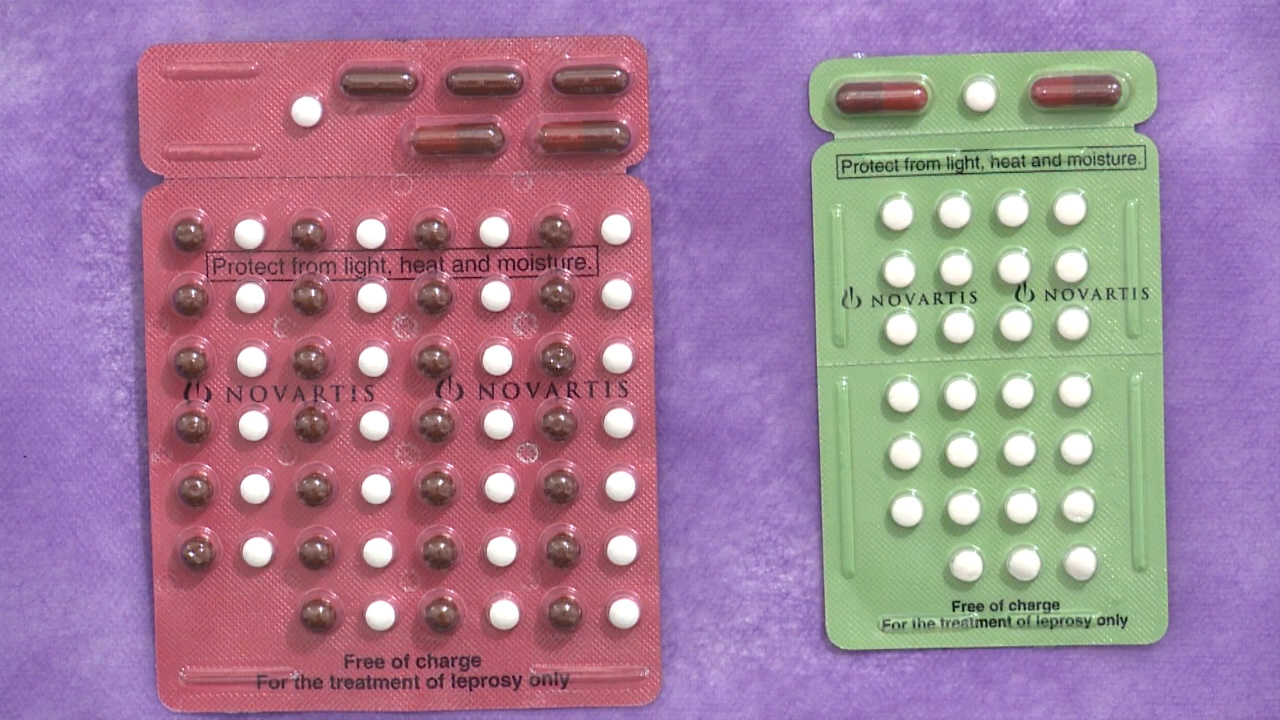 Protect from light, heat and moisture.
NOVARTIS NOVARTIS
Free of charge
For the treatment of leprosy only
Protect from light, heat and moisture.
NOVARTIS NOVARTIS
Free of charge
For the treatment of leprosy only